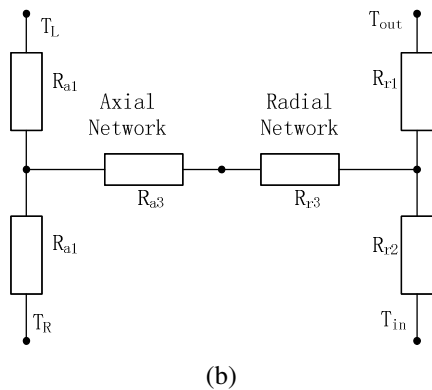 T_L
T_out
R_a1
R_r1
Axial Network
Radial Network
R_a3
R_r3
R_a1
R_r2
T_R
T_in
(b)